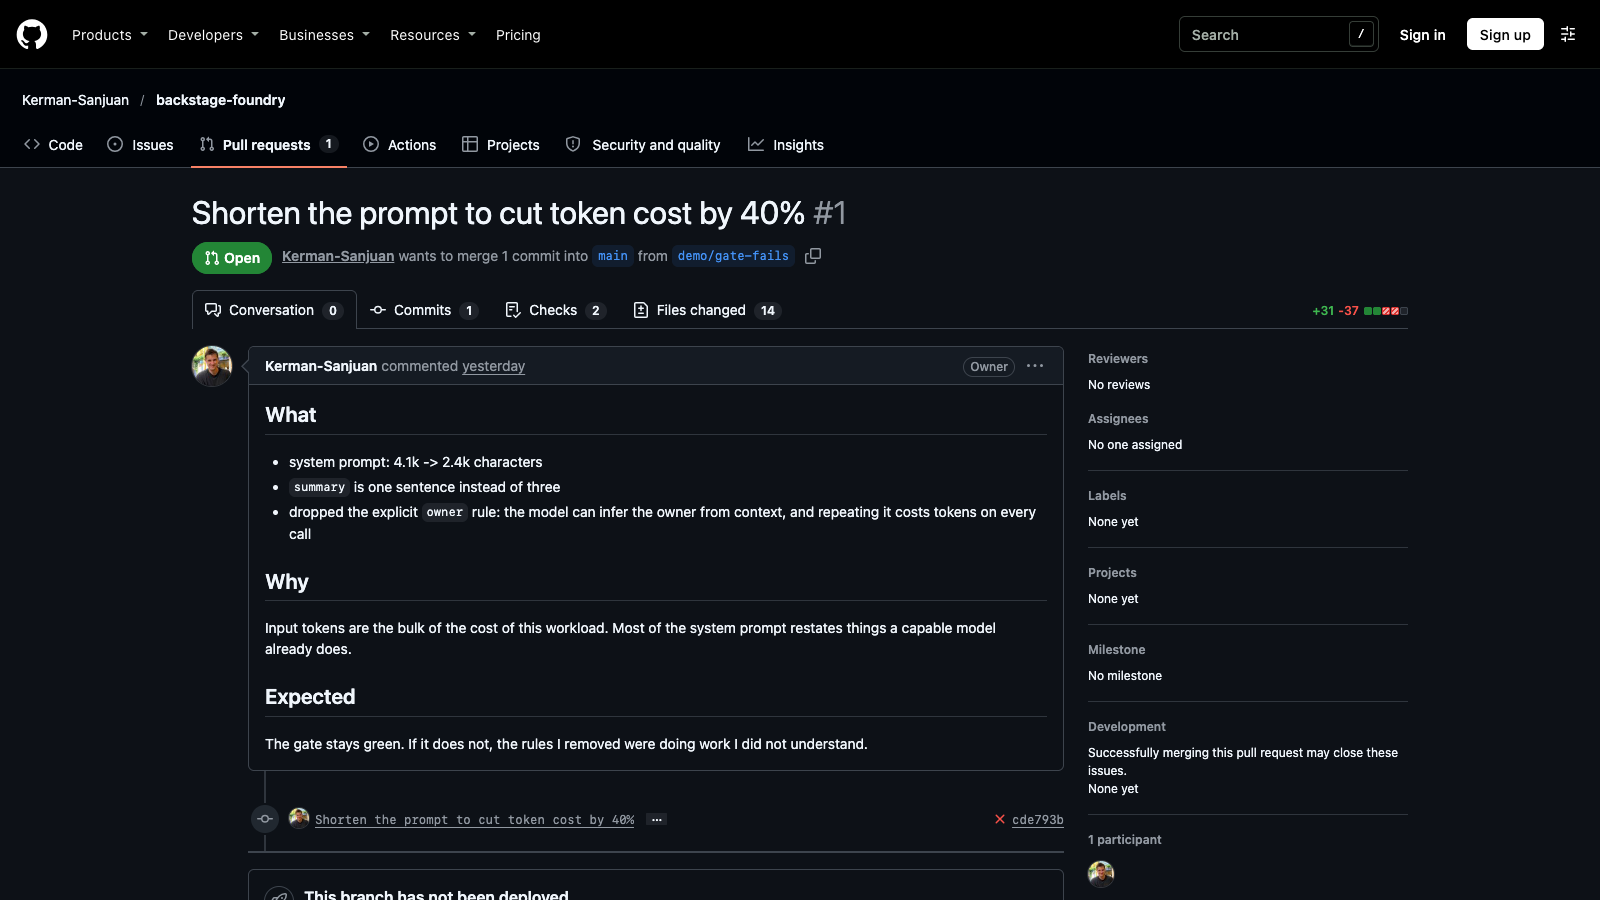 Products
Developers
Businesses
Resources
Pricing
Search
/
Sign in
Sign up
Kerman-Sanjuan / backstage-foundry
Code
Issues
Pull requests 1
Actions
Projects
Security and quality
Insights
Shorten the prompt to cut token cost by 40% #1
Open
Kerman-Sanjuan wants to merge 1 commit into main from demo/gate-fails
Conversation 0
Commits 1
Checks 2
Files changed 14
+31 -37
Kerman-Sanjuan commented yesterday
Owner
What
system prompt: 4.1k -> 2.4k characters
summary is one sentence instead of three
dropped the explicit owner rule: the model can infer the owner from context, and repeating it costs tokens on every
call
Why
Input tokens are the bulk of the cost of this workload. Most of the system prompt restates things a capable model
already does.
Expected
The gate stays green. If it does not, the rules I removed were doing work I did not understand.
Shorten the prompt to cut token cost by 40%
cde793b
This branch has not been deployed
Reviewers
No reviews
Assignees
No one assigned
Labels
None yet
Projects
None yet
Milestone
No milestone
Development
Successfully merging this pull request may close these
issues.
None yet
1 participant